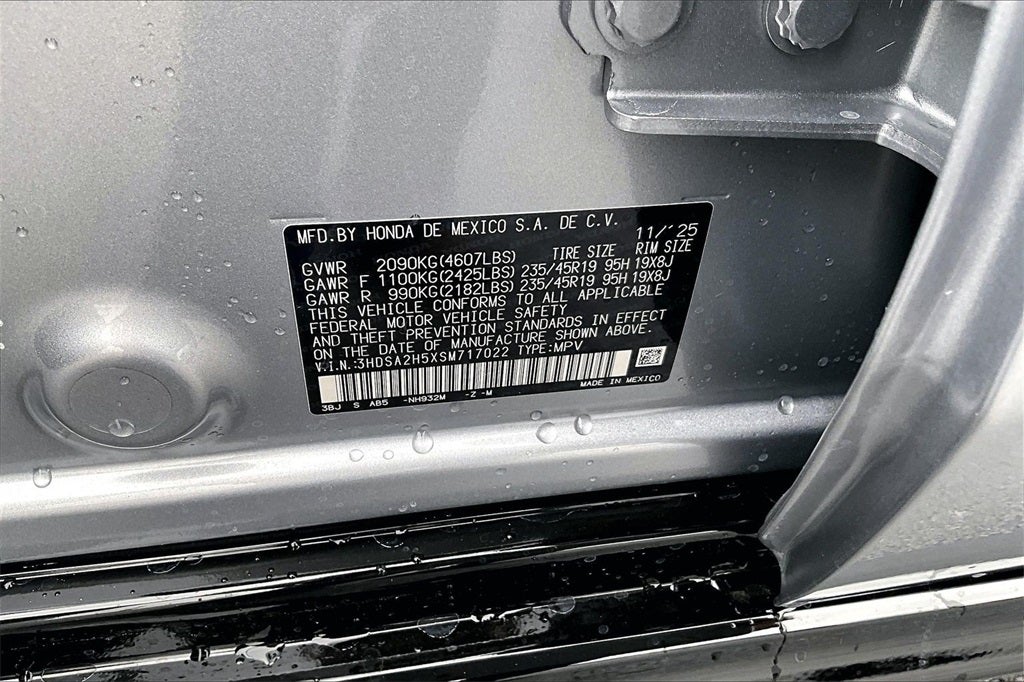 MFD.BY HONDA DE MEXICO S.A. DE C.V. 11/'25
GVWR 2090KG(4607LBS) TIRE SIZE RIM SIZE
GAWR F 1100KG(2425LBS) 235/45R19 95H 19X8J
GAWR R 990KG(2182LBS) 235/45R19 95H 19X8J
THIS VEHICLE CONFORMS TO ALL APPLICABLE
FEDERAL MOTOR VEHICLE SAFETY
AND THEFT PREVENTION STANDARDS IN EFFECT
ON THE DATE OF MANUFACTURE SHOWN ABOVE.
V.I.N.:3HDSA2H5XSM717022 TYPE:MPV
3BJ S AB5 -NH932M -Z -M MADE IN MEXICO